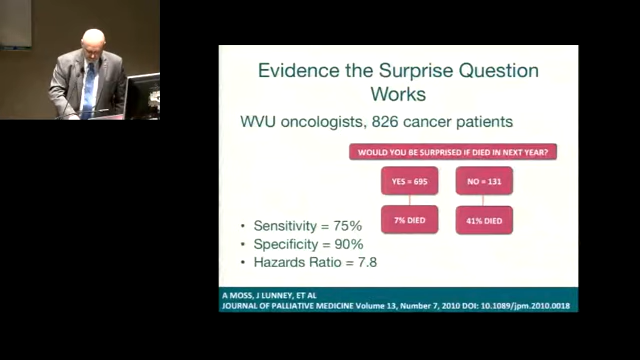 Evidence the Surprise Question
Works
WVU oncologists, 826 cancer patients
WOULD YOU BE SURPRISED IF DIED IN NEXT YEAR?
YES = 695
NO = 131
7% DIED
41% DIED
• Sensitivity = 75%
• Specificity = 90%
• Hazards Ratio = 7.8
A MOSS, J LUNNEY, ET AL
JOURNAL OF PALLIATIVE MEDICINE Volume 13, Number 7, 2010 DOI: 10.1089/jpm.2010.0018